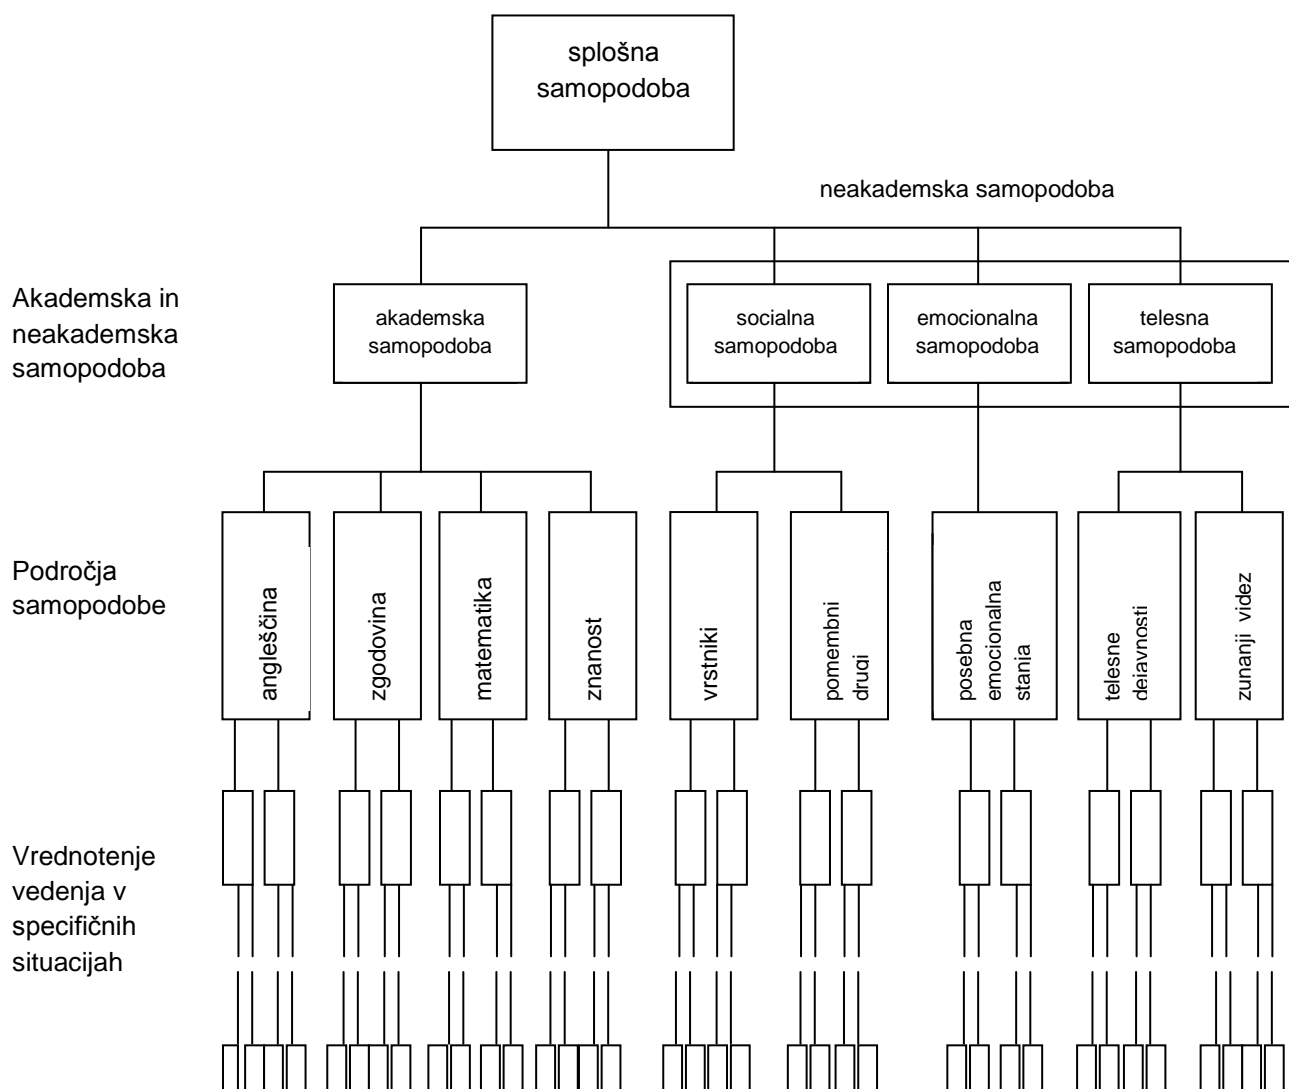 splošna
samopodoba
neakademska samopodoba
Akademska in
neakademska
samopodoba
akademska
samopodoba
socialna
samopodoba
emocionalna
samopodoba
telesna
samopodoba
Področja
samopodobe
angleščina
zgodovina
matematika
znanost
vrstniki
pomembni
drugi
posebna
emocionalna
stanja
telesne
dejavnosti
zunanji videz
Vrednotenje
vedenja v
specifičnih
situacijah